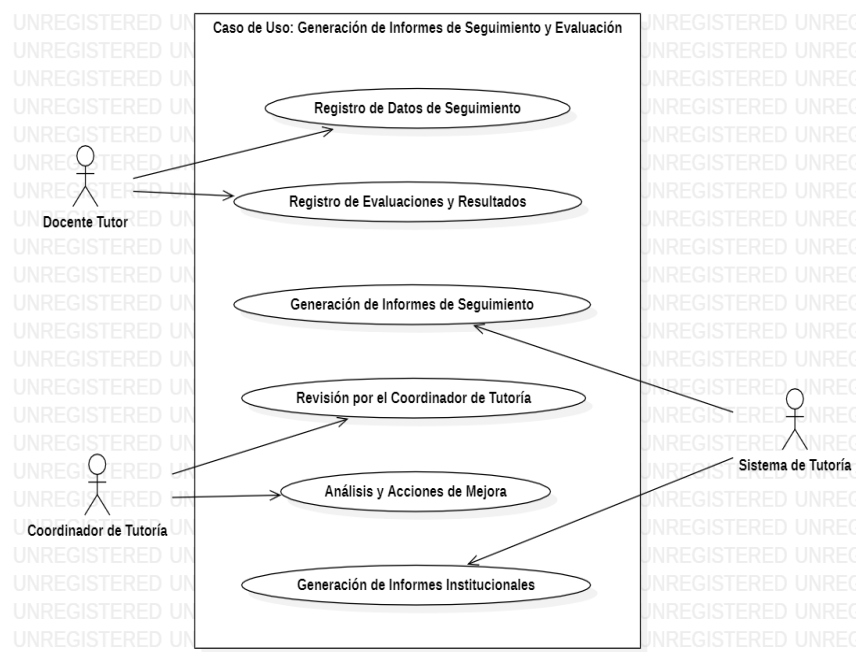 Caso de Uso: Generación de Informes de Seguimiento y Evaluación
Registro de Datos de Seguimiento
Docente Tutor
Registro de Evaluaciones y Resultados
Generación de Informes de Seguimiento
Revisión por el Coordinador de Tutoría
Sistema de Tutoría
Análisis y Acciones de Mejora
Coordinador de Tutoría
Generación de Informes Institucionales
UNREGISTERED